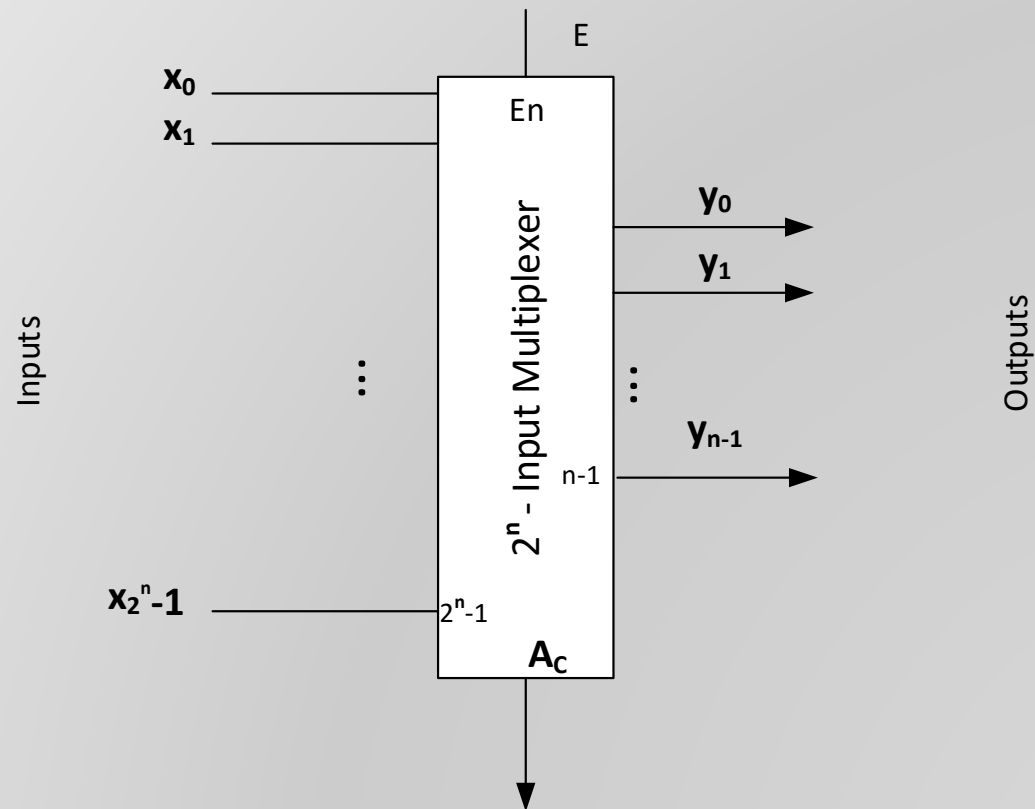 E
x₀
En
x₁
y₀
y₁
Inputs
⋮
2ⁿ - Input Multiplexer
⋮
Outputs
yₙ₋₁
n-1
x₂ⁿ-1
2ⁿ-1
A_C